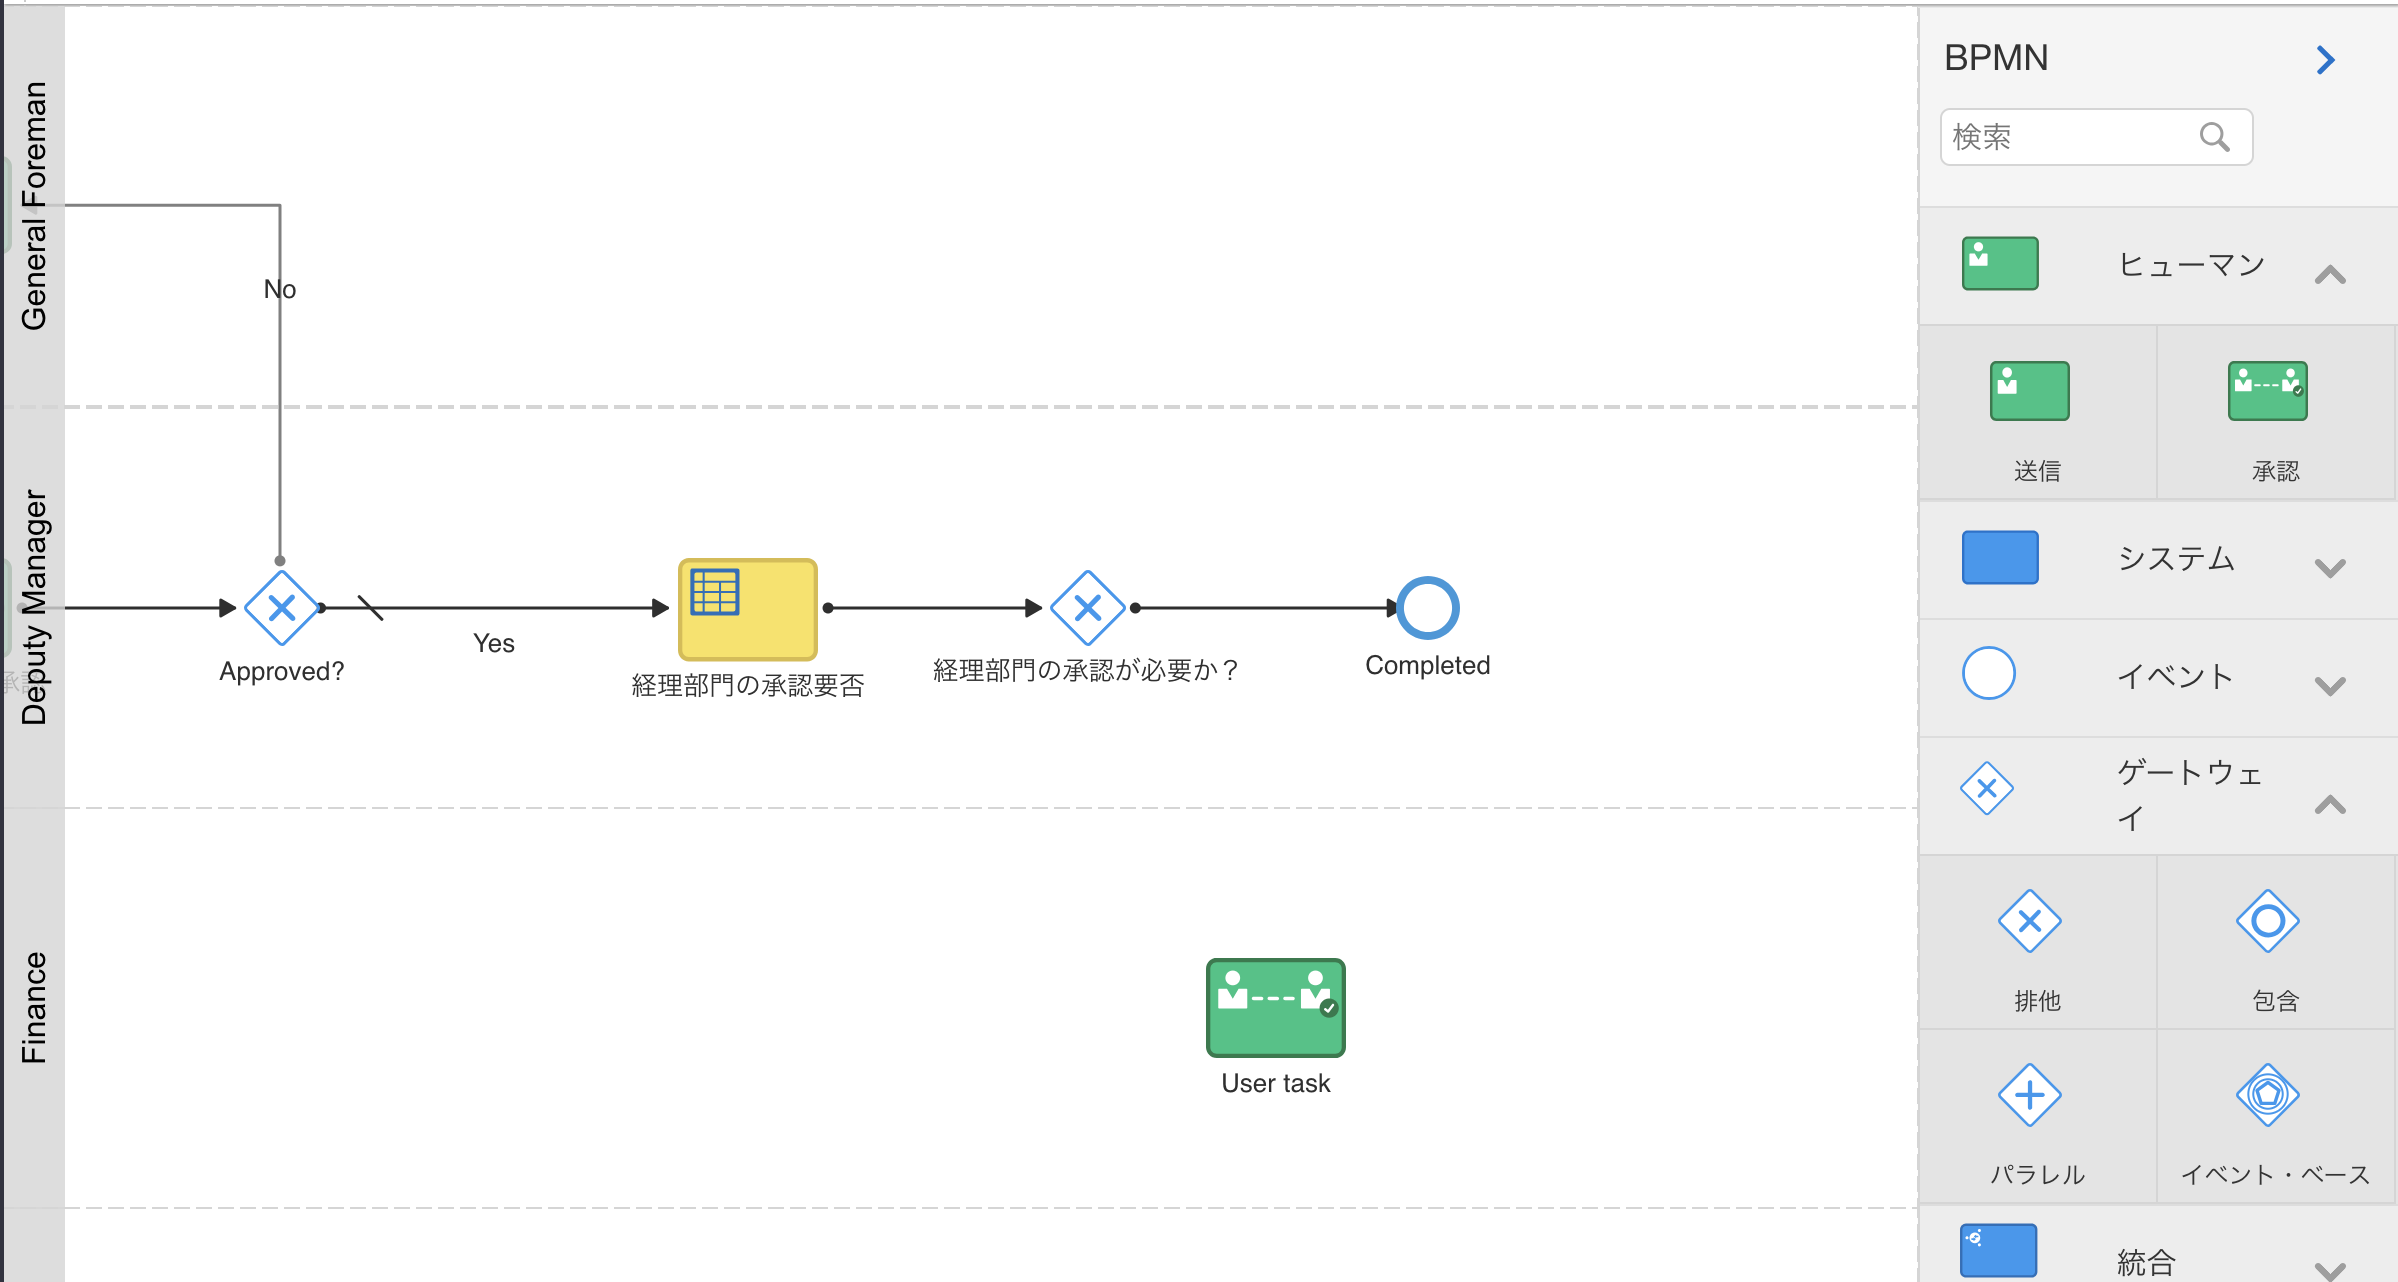 General Foreman
No
Deputy Manager
承認
Approved?
Yes
経理部門の承認要否
経理部門の承認が必要か？
Completed
Finance
User task
BPMN
検索
ヒューマン
送信
承認
システム
イベント
ゲートウェ
イ
排他
包含
パラレル
イベント・ベース
統合